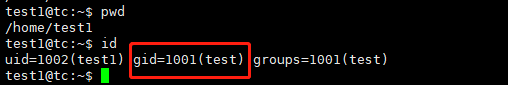 test1@tc:~$ pwd
/home/test1
test1@tc:~$ id
uid=1002(test1) gid=1001(test) groups=1001(test)
test1@tc:~$